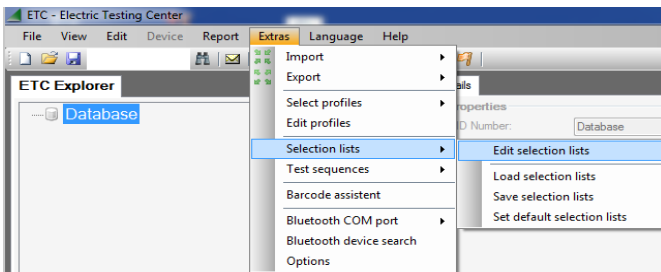 ETC - Electric Testing Center
File View Edit Device Report Extras Language Help
Import
Export
ETC Explorer
ails
Select profiles
roperties
Database
Edit profiles
ID Number: Database
Selection lists
Edit selection lists
Test sequences
Load selection lists
Barcode assistent
Save selection lists
Bluetooth COM port
Set default selection lists
Bluetooth device search
Options